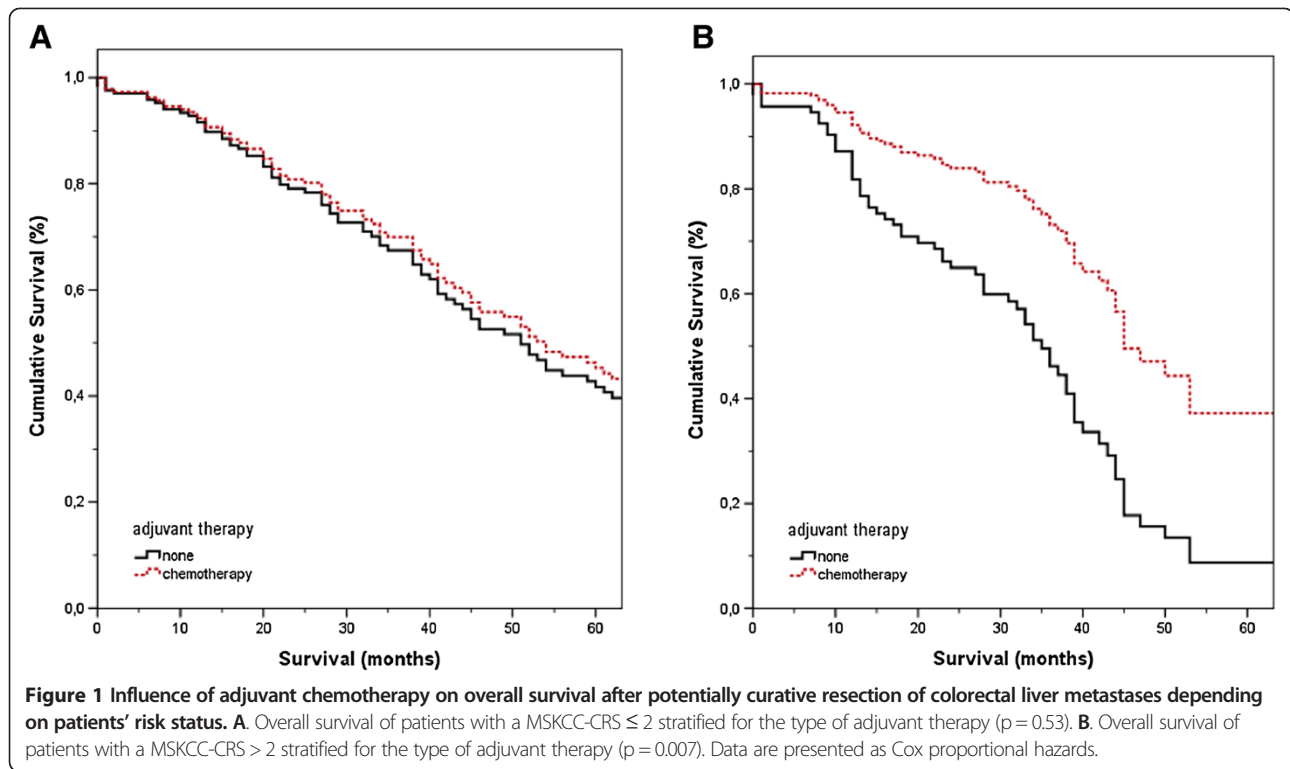 A
B
1,0
0,8
0,6
0,4
0,2
0,0
Cumulative Survival (%)
adjuvant therapy
none
chemotherapy
0 10 20 30 40 50 60
Survival (months)
1,0
0,8
0,6
0,4
0,2
0,0
Cumulative Survival (%)
adjuvant therapy
none
chemotherapy
0 10 20 30 40 50 60
Survival (months)
Figure 1 Influence of adjuvant chemotherapy on overall survival after potentially curative resection of colorectal liver metastases depending
on patients' risk status. A. Overall survival of patients with a MSKCC-CRS ≤ 2 stratified for the type of adjuvant therapy (p = 0.53). B. Overall survival of
patients with a MSKCC-CRS > 2 stratified for the type of adjuvant therapy (p = 0.007). Data are presented as Cox proportional hazards.